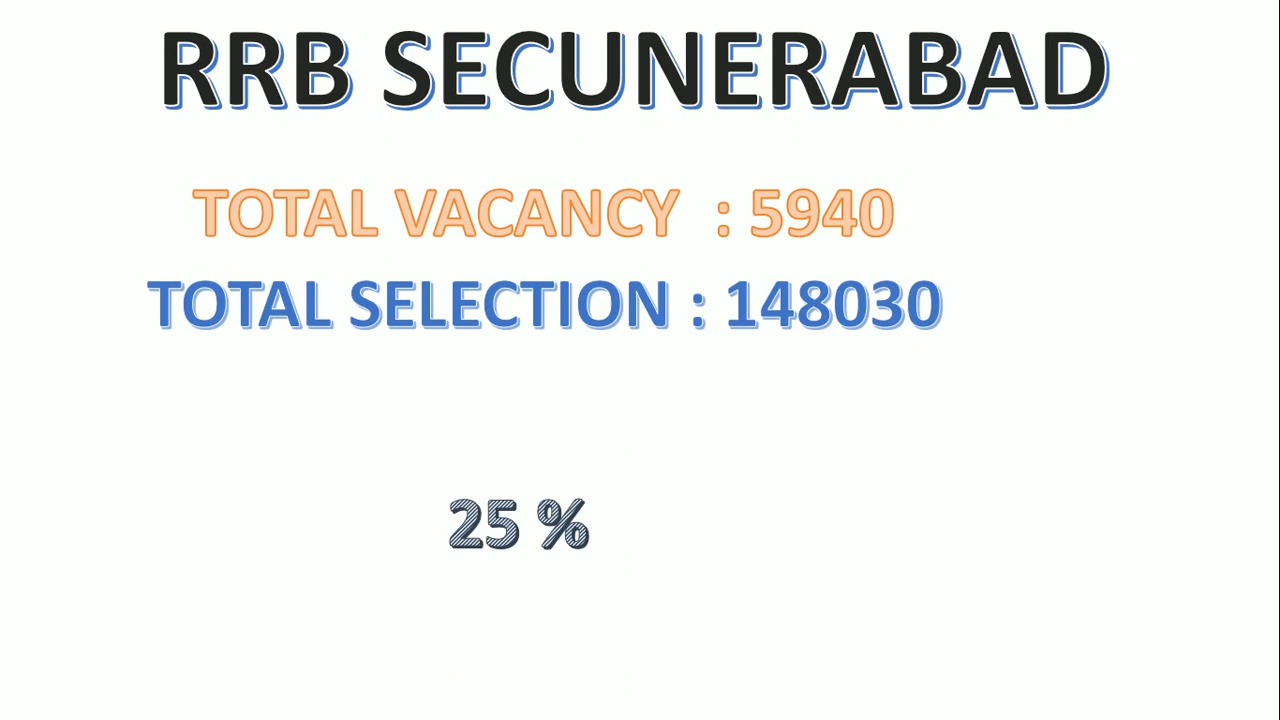 RRB SECUNERABAD
TOTAL VACANCY : 5940
TOTAL SELECTION : 148030
25 %